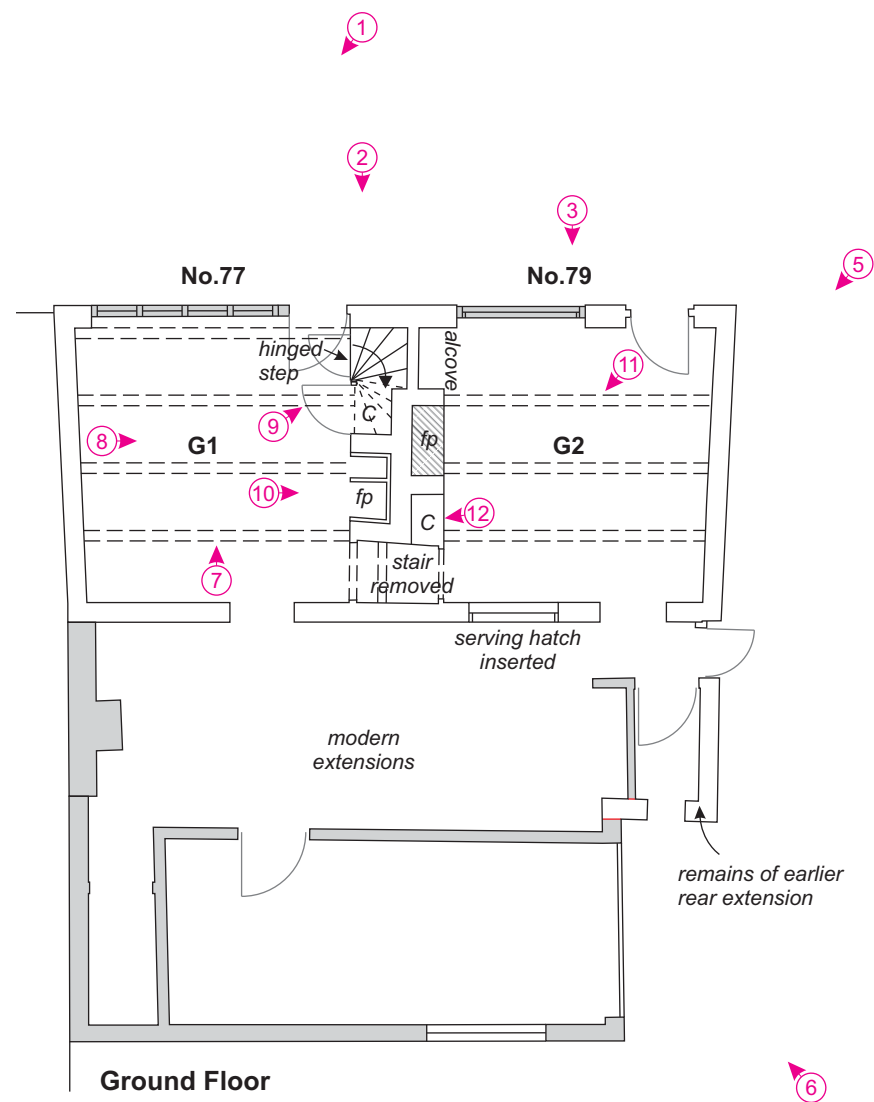 1
2
3
5
No.77
No.79
hinged
step
alcove
11
C
9
8
G1
fp
G2
10
fp
C
12
7
stair
removed
serving hatch
inserted
modern
extensions
remains of earlier
rear extension
Ground Floor
6